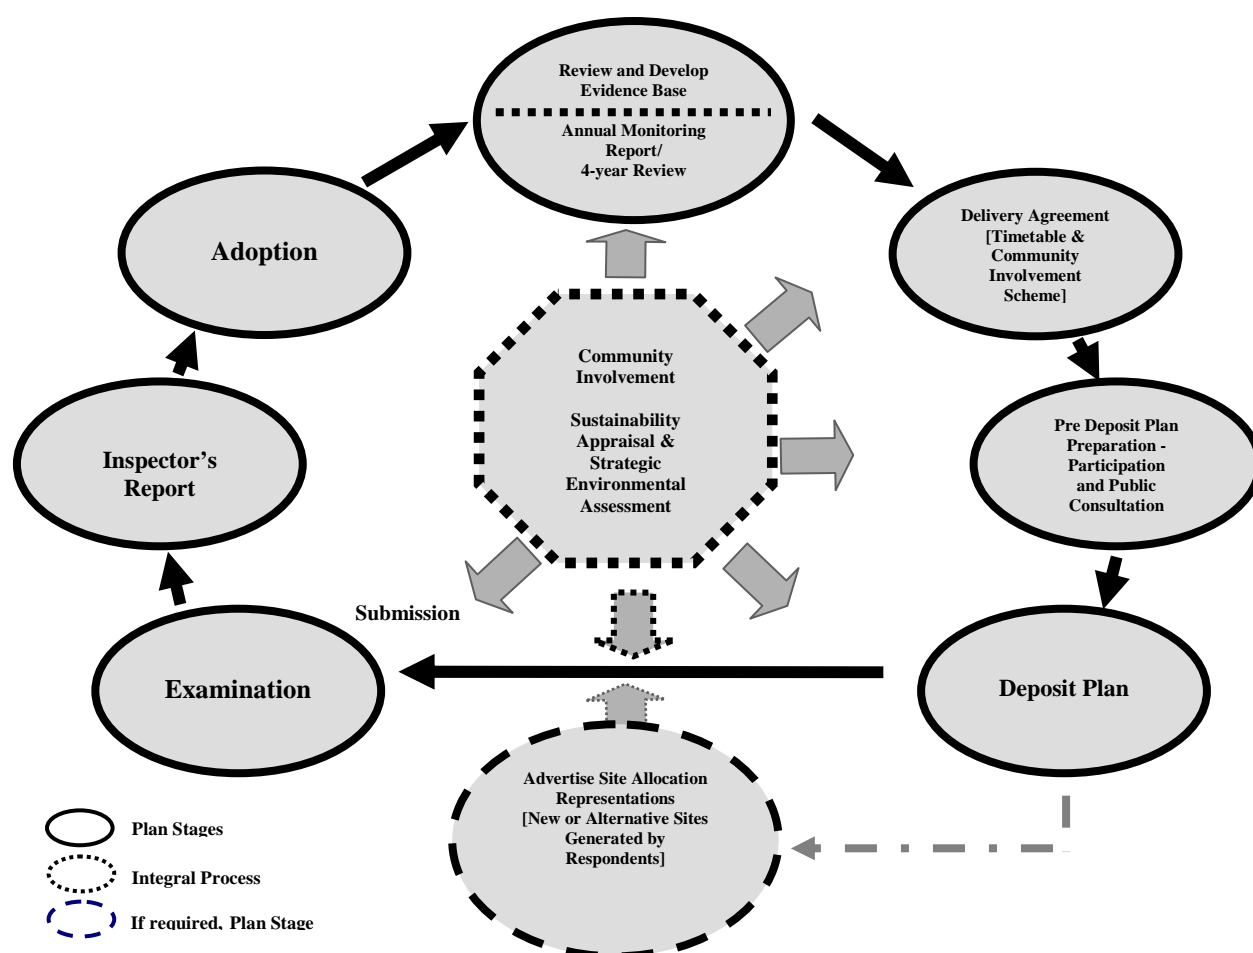 Review and Develop
Evidence Base
Annual Monitoring
Report/
4-year Review
Delivery Agreement
[Timetable &
Community
Involvement
Scheme]
Pre Deposit Plan
Preparation -
Participation
and Public
Consultation
Deposit Plan
Submission
Examination
Inspector's
Report
Adoption
Community
Involvement
Sustainability
Appraisal &
Strategic
Environmental
Assessment
Advertise Site Allocation
Representations
[New or Alternative Sites
Generated by
Respondents]
Plan Stages
Integral Process
If required, Plan Stage